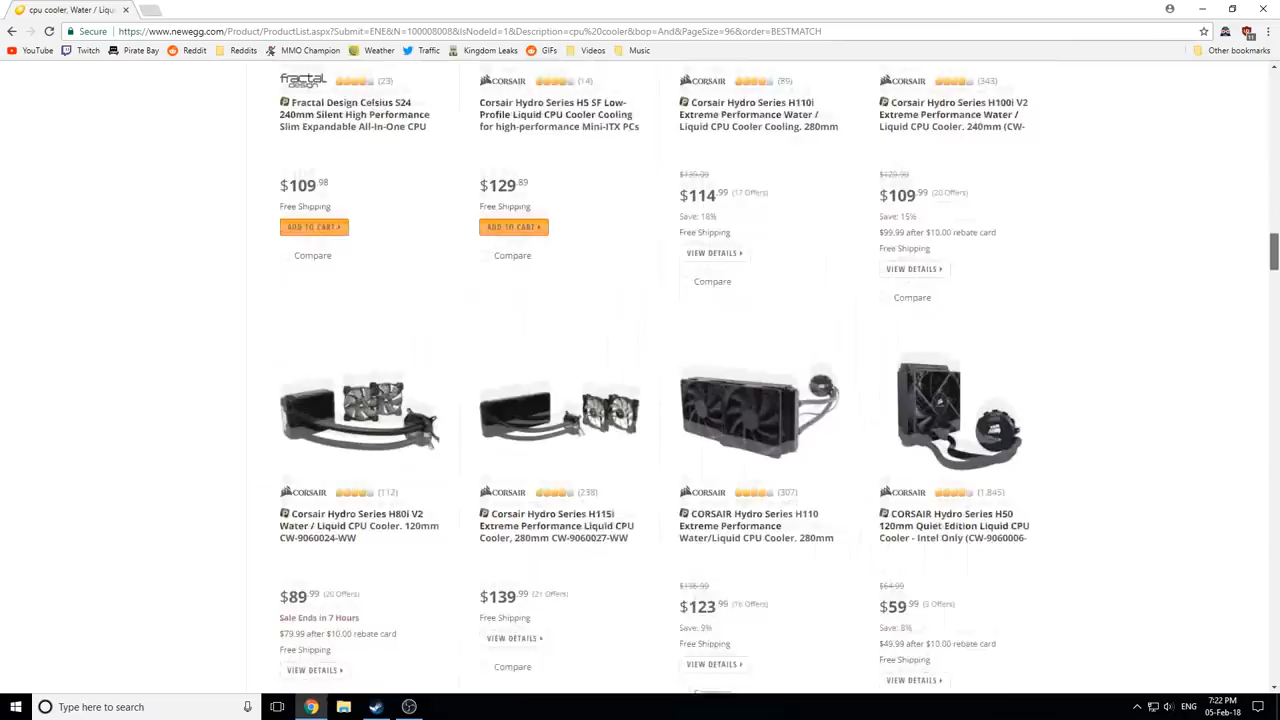 cpu cooler, Water / Liqui
Secure
https://www.newegg.com/Product/ProductList.aspx?Submit=ENE&N=100008008&IsNodeId=1&Description=cpu%20cooler&bop=And&PageSize=96&order=BESTMATCH
YouTube Twitch Pirate Bay Reddit Reddits MMO Champion Weather Traffic Kingdom Leaks GIFs Videos Music Other bookmarks
fractal design (23)
CORSAIR (14)
CORSAIR (89)
CORSAIR (343)
Fractal Design Celsius S24
240mm Silent High Performance
Slim Expandable All-In-One CPU
Corsair Hydro Series H5 SF Low-
Profile Liquid CPU Cooler Cooling
for high-performance Mini-ITX PCs
Corsair Hydro Series H110i
Extreme Performance Water /
Liquid CPU Cooler Cooling. 280mm
Corsair Hydro Series H100i V2
Extreme Performance Water /
Liquid CPU Cooler. 240mm (CW-
$109.98
Free Shipping
ADD TO CART
Compare
$129.89
Free Shipping
ADD TO CART
Compare
$114.99 (17 Offers)
Save: 18%
Free Shipping
VIEW DETAILS
Compare
$109.99 (20 Offers)
Save: 15%
$99.99 after $10.00 rebate card
Free Shipping
VIEW DETAILS
Compare
CORSAIR (112)
CORSAIR (238)
CORSAIR (307)
CORSAIR (1,845)
Corsair Hydro Series H80i V2
Water / Liquid CPU Cooler. 120mm
CW-9060024-WW
Corsair Hydro Series H115i
Extreme Performance Liquid CPU
Cooler, 280mm CW-9060027-WW
CORSAIR Hydro Series H110
Extreme Performance
Water/Liquid CPU Cooler. 280mm
CORSAIR Hydro Series H50
120mm Quiet Edition Liquid CPU
Cooler - Intel Only (CW-9060006-
$89.99 (20 Offers)
Sale Ends in 7 Hours
$79.99 after $10.00 rebate card
Free Shipping
VIEW DETAILS
$139.99 (21 Offers)
Free Shipping
VIEW DETAILS
Compare
$123.99
Save: 9%
Free Shipping
VIEW DETAILS
$64.99
$59.99
Save: 8%
$49.99 after $10.00 rebate card
Free Shipping
VIEW DETAILS
Type here to search
ENG
7:22 PM
05-Feb-18